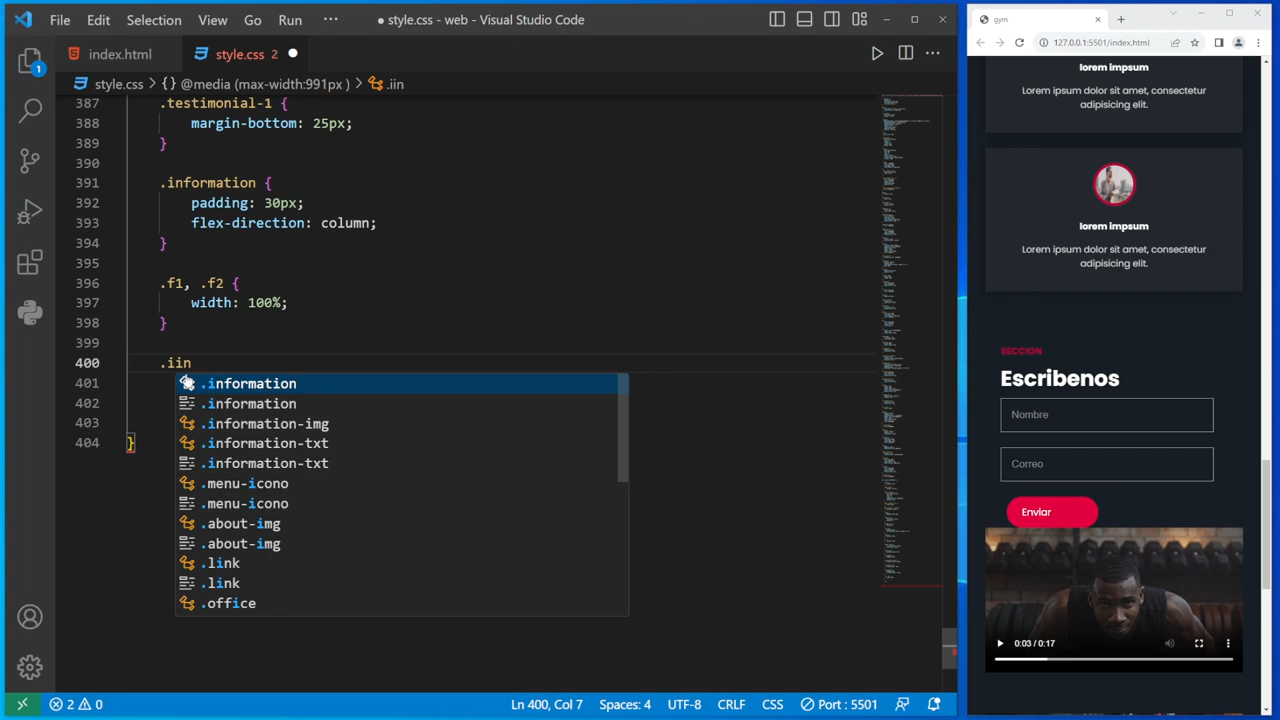 File Edit Selection View Go Run ··· ● style.css - web - Visual Studio Code
index.html style.css 2 ●
style.css > {} @media (max-width:991px ) > .iin
387 .testimonial-1 {
388 margin-bottom: 25px;
389 }
390
391 .information {
392 padding: 30px;
393 flex-direction: column;
394 }
395
396 .f1, .f2 {
397 width: 100%;
398 }
399
400 .iin
401
402
403
404 }
.information
.information
.information-img
.information-txt
.information-txt
.menu-icono
.menu-icono
.about-img
.about-img
.link
.link
.office
1
2 0 Ln 400, Col 7 Spaces: 4 UTF-8 CRLF CSS Port : 5501
gym
127.0.0.1:5501/index.html
lorem impsum
Lorem ipsum dolor sit amet, consectetur
adipisicing elit.
lorem impsum
Lorem ipsum dolor sit amet, consectetur
adipisicing elit.
SECCION
Escribenos
Nombre
Correo
Enviar
0:03 / 0:17